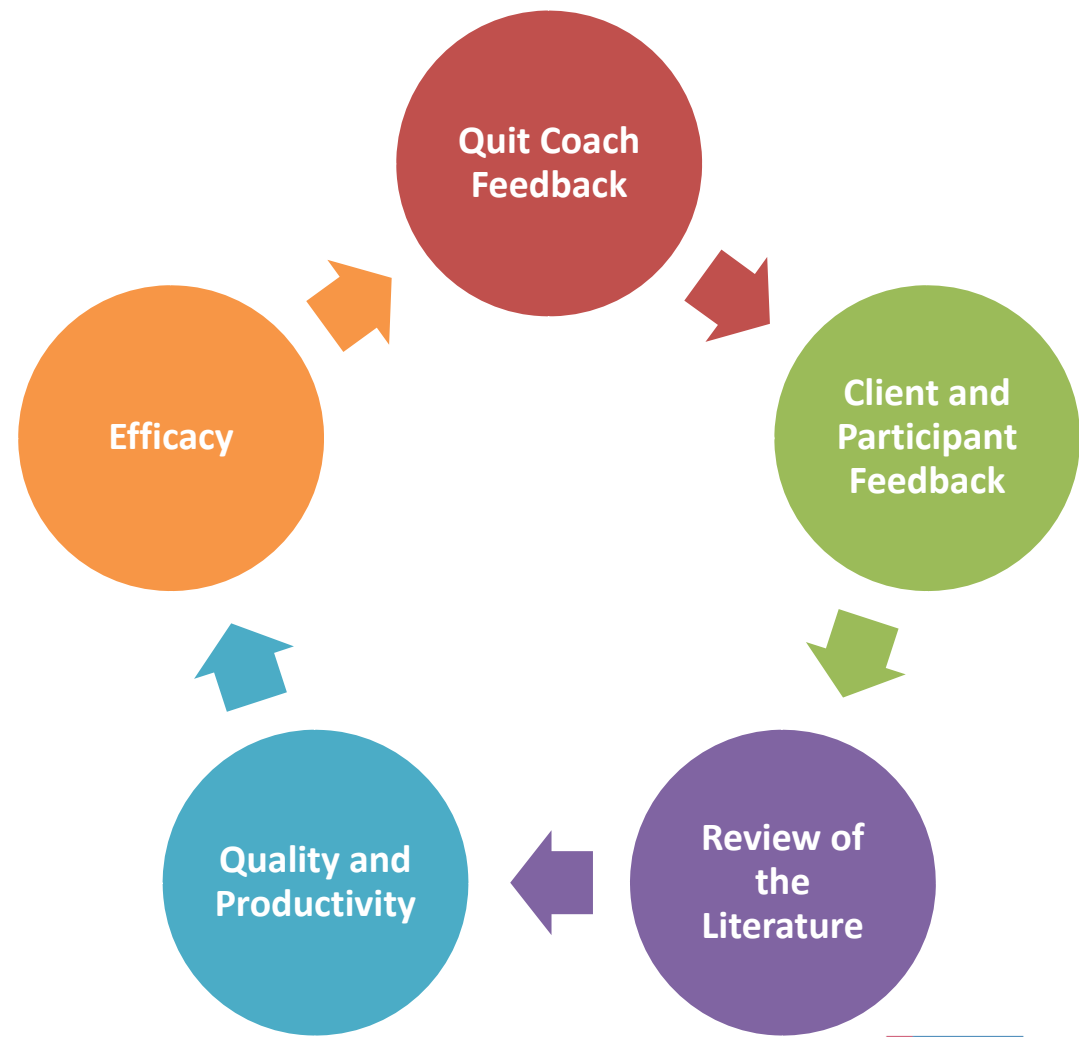 Quit Coach
Feedback
Client and
Participant
Feedback
Review of
the
Literature
Quality and
Productivity
Efficacy